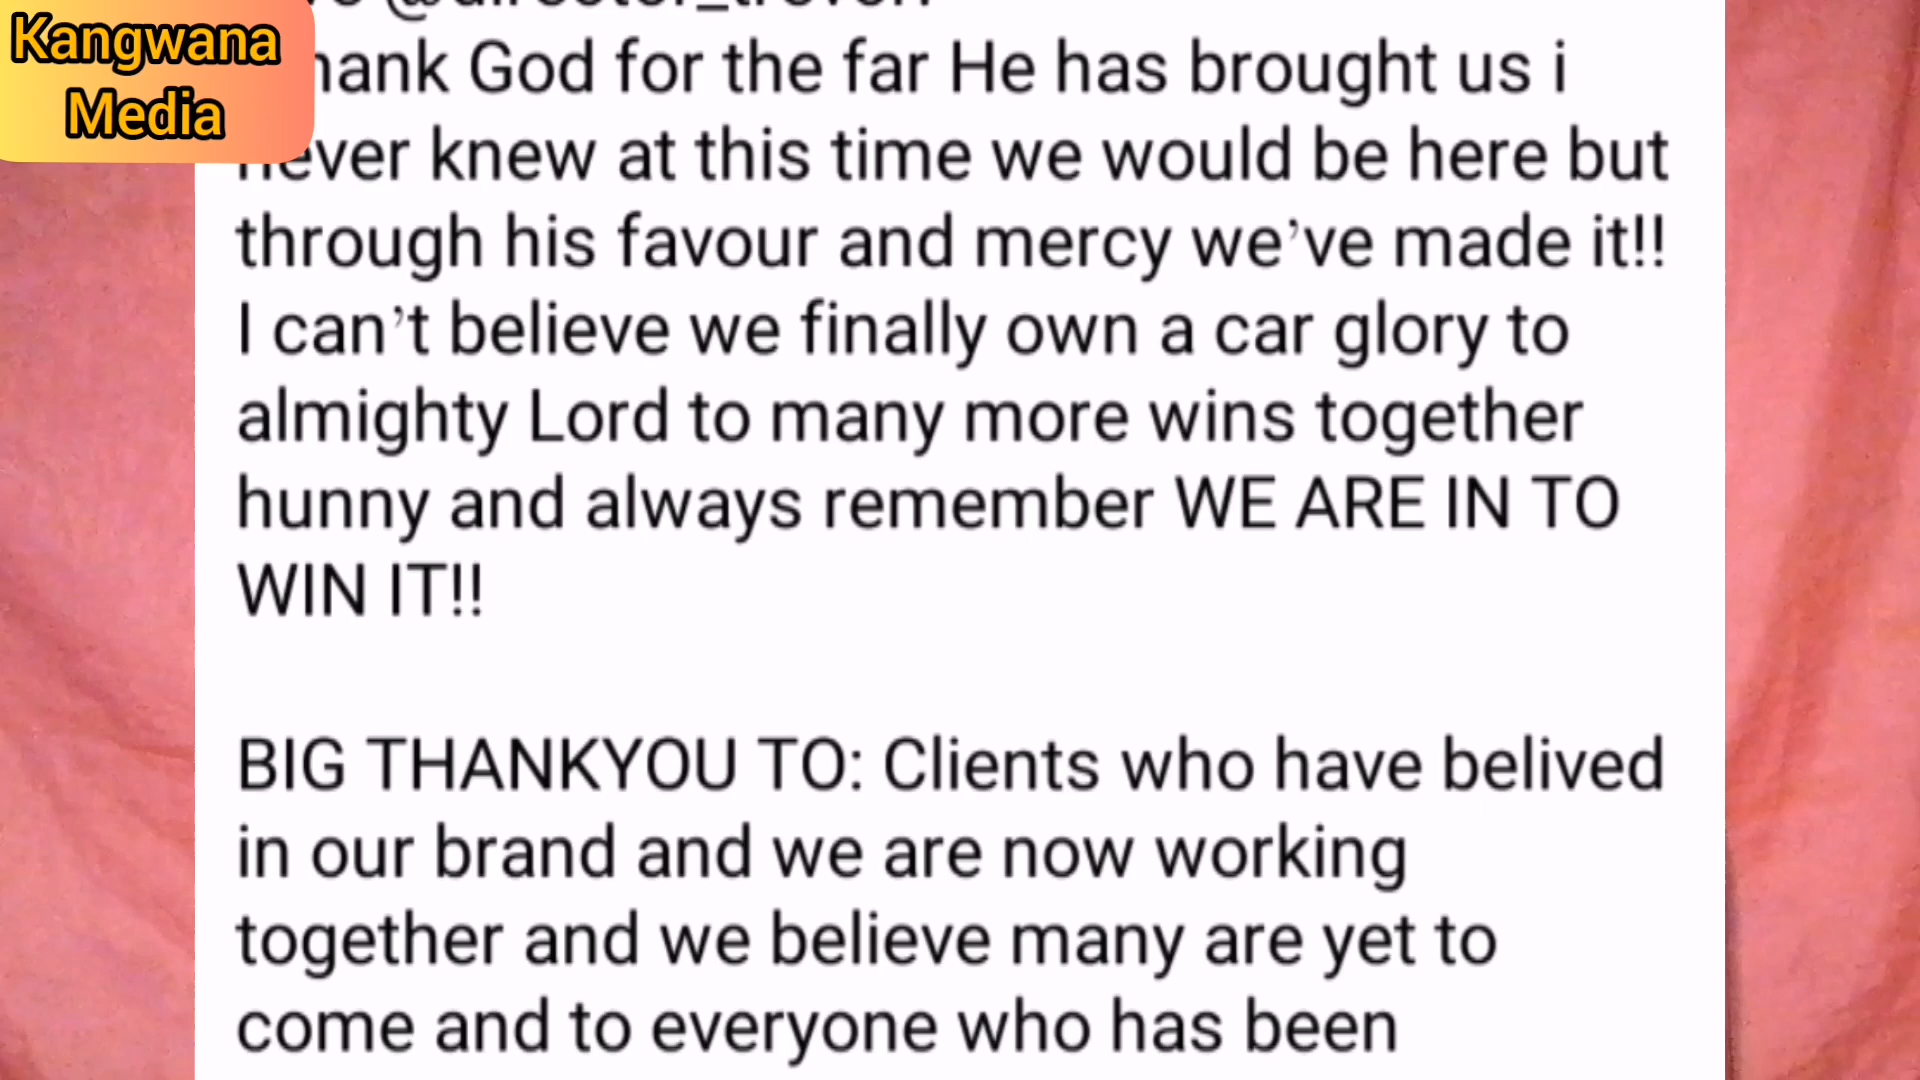 Kangwana
Media
@director_trevor
hank God for the far He has brought us i
never knew at this time we would be here but
through his favour and mercy we’ve made it!!
I can’t believe we finally own a car glory to
almighty Lord to many more wins together
hunny and always remember WE ARE IN TO
WIN IT!!
BIG THANKYOU TO: Clients who have belived
in our brand and we are now working
together and we believe many are yet to
come and to everyone who has been